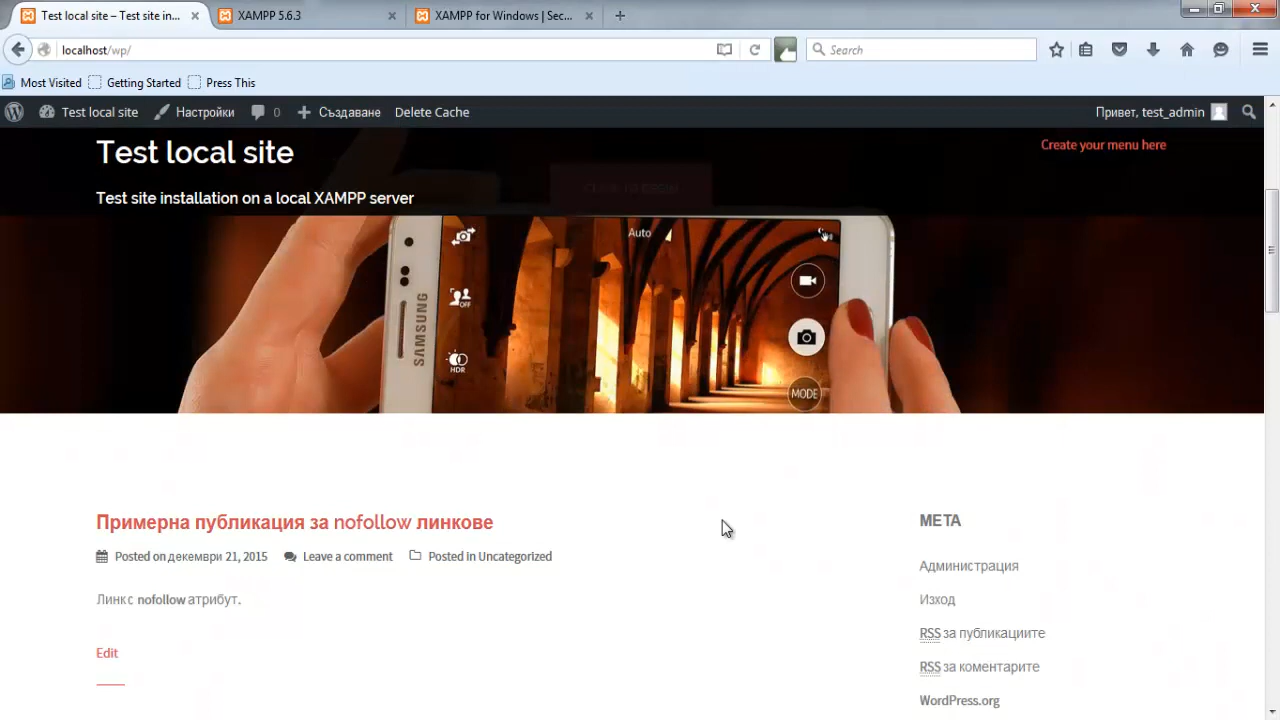 Test local site – Test site in...
XAMPP 5.6.3
XAMPP for Windows | Sec...
localhost/wp/
Search
Most Visited
Getting Started
Press This
Test local site
Настройки
0
Създаване
Delete Cache
Привет, test_admin
Test local site
Create your menu here
Test site installation on a local XAMPP server
Auto
OFF
SAMSUNG
HDR
MODE
Примерна публикация за nofollow линкове
Posted on декември 21, 2015
Leave a comment
Posted in Uncategorized
Линк с nofollow атрибут.
Edit
МЕТА
Администрация
Изход
RSS за публикациите
RSS за коментарите
WordPress.org